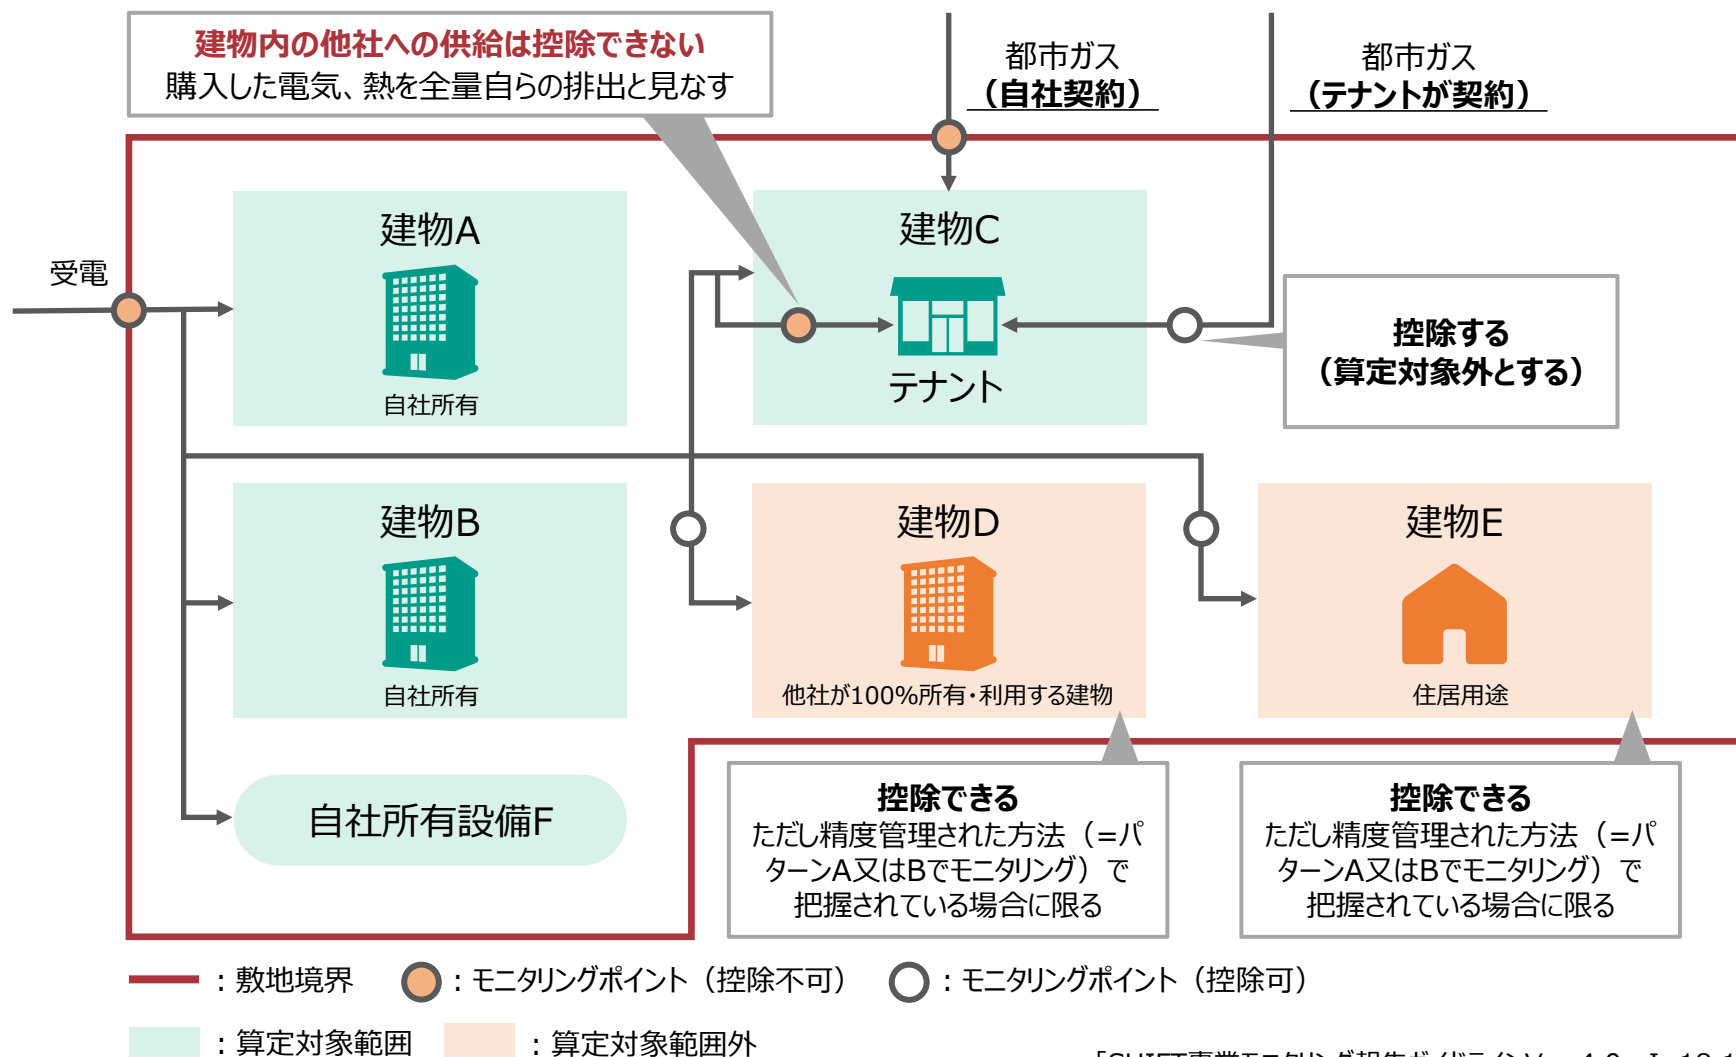 建物内の他社への供給は控除できない
購入した電気、熱を全量自らの排出と見なす
都市ガス
（自社契約）
都市ガス
（テナントが契約）
受電
建物A
自社所有
建物C
テナント
控除する
（算定対象外とする）
建物B
自社所有
建物D
他社が100%所有・利用する建物
建物E
住居用途
自社所有設備F
控除できる
ただし精度管理された方法（=パ
ターンA又はBでモニタリング）で
把握されている場合に限る
控除できる
ただし精度管理された方法（=パ
ターンA又はBでモニタリング）で
把握されている場合に限る
：敷地境界
：モニタリングポイント（控除不可）
：モニタリングポイント（控除可）
：算定対象範囲
：算定対象範囲外